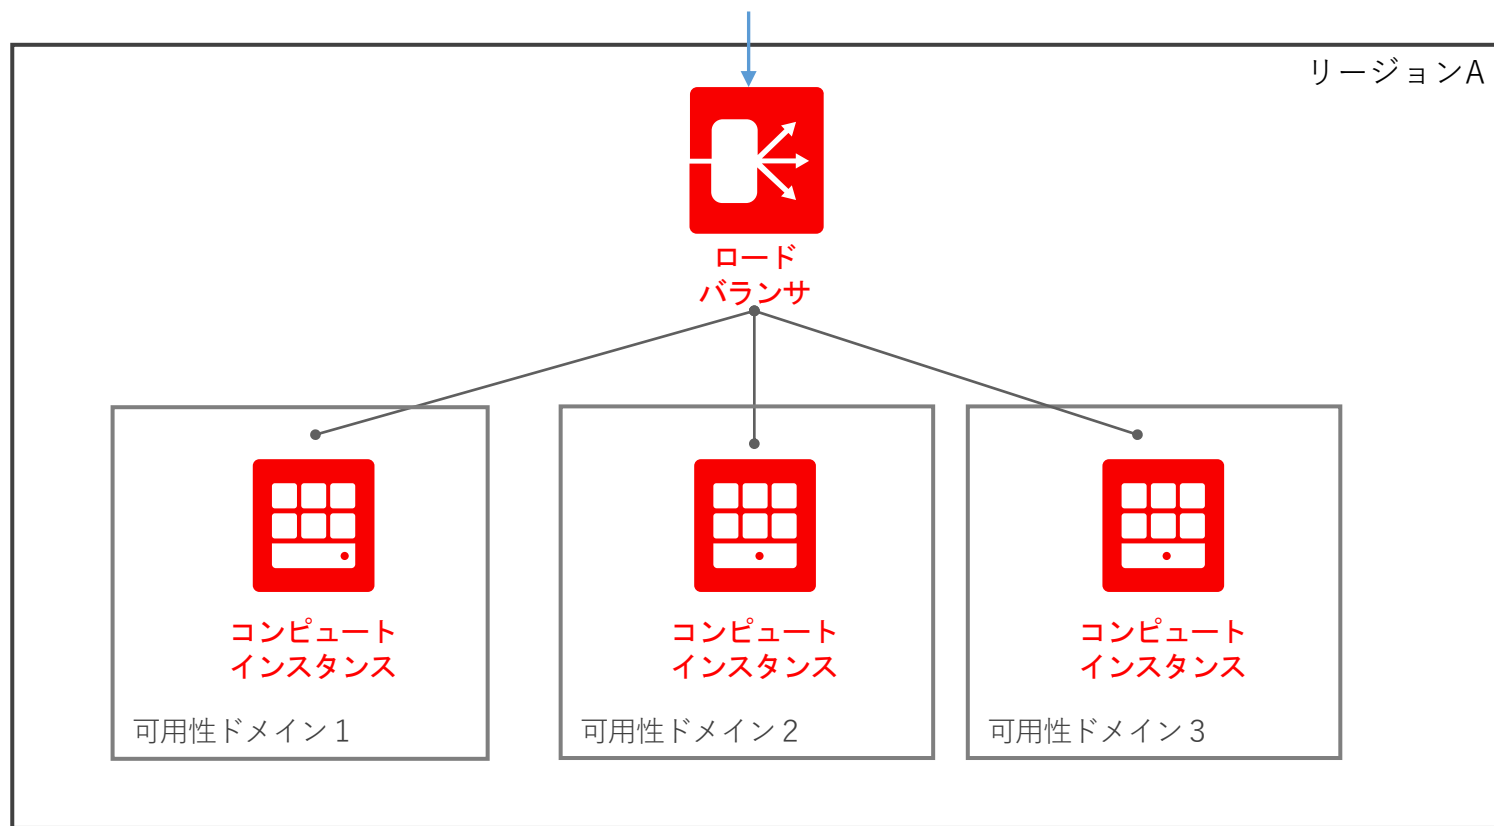 リージョンA
ロード
バランサ
コンピュート
インスタンス
コンピュート
インスタンス
コンピュート
インスタンス
可用性ドメイン1
可用性ドメイン2
可用性ドメイン3